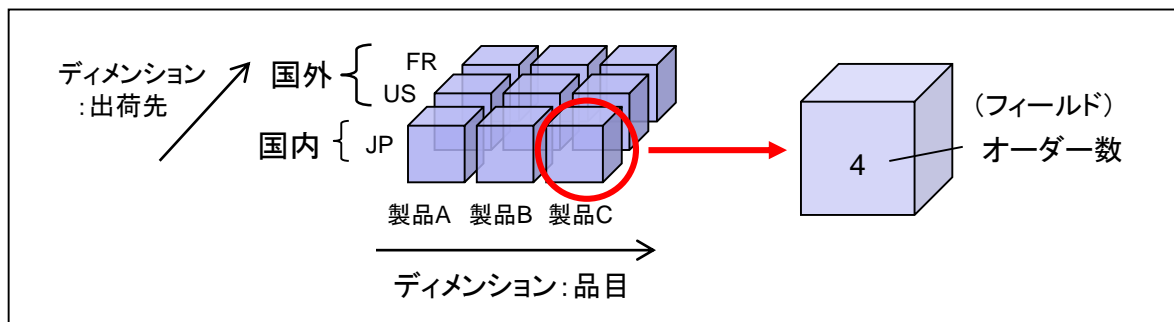 ディメンション
:出荷先
国外
FR
US
国内
JP
製品A 製品B 製品C
ディメンション:品目
4
(フィールド)
オーダー数